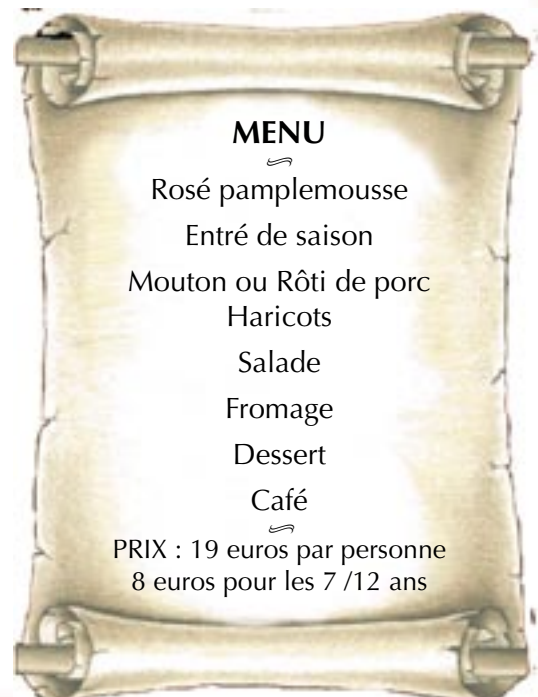 MENU
Rosé pamplemousse
Entré de saison
Mouton ou Rôti de porc
Haricots
Salade
Fromage
Dessert
Café
PRIX : 19 euros par personne
8 euros pour les 7 /12 ans